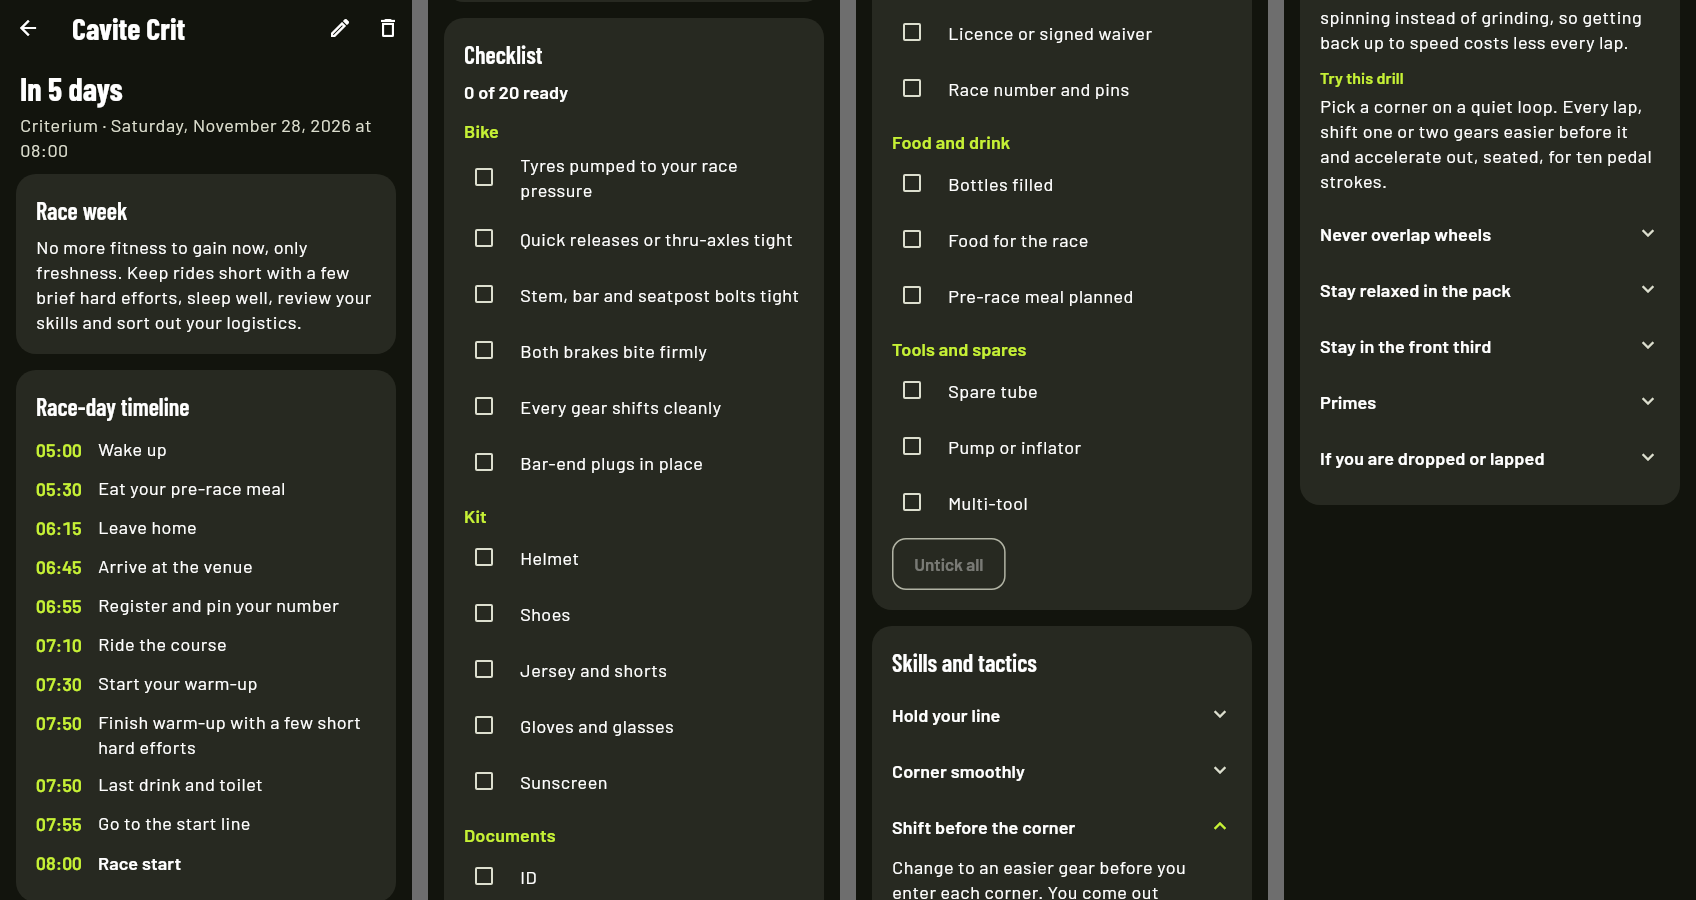 Cavite Crit
In 5 days
Criterium · Saturday, November 28, 2026 at
08:00
Race week
No more fitness to gain now, only
freshness. Keep rides short with a few
brief hard efforts, sleep well, review your
skills and sort out your logistics.
Race-day timeline
05:00 Wake up
05:30 Eat your pre-race meal
06:15 Leave home
06:45 Arrive at the venue
06:55 Register and pin your number
07:10 Ride the course
07:30 Start your warm-up
07:50 Finish warm-up with a few short
hard efforts
07:50 Last drink and toilet
07:55 Go to the start line
08:00 Race start
Checklist
0 of 20 ready
Bike
Tyres pumped to your race
pressure
Quick releases or thru-axles tight
Stem, bar and seatpost bolts tight
Both brakes bite firmly
Every gear shifts cleanly
Bar-end plugs in place
Kit
Helmet
Shoes
Jersey and shorts
Gloves and glasses
Sunscreen
Documents
ID
Licence or signed waiver
Race number and pins
Food and drink
Bottles filled
Food for the race
Pre-race meal planned
Tools and spares
Spare tube
Pump or inflator
Multi-tool
Untick all
Skills and tactics
Hold your line
Corner smoothly
Shift before the corner
Change to an easier gear before you
enter each corner. You come out
spinning instead of grinding, so getting
back up to speed costs less every lap.
Try this drill
Pick a corner on a quiet loop. Every lap,
shift one or two gears easier before it
and accelerate out, seated, for ten pedal
strokes.
Never overlap wheels
Stay relaxed in the pack
Stay in the front third
Primes
If you are dropped or lapped